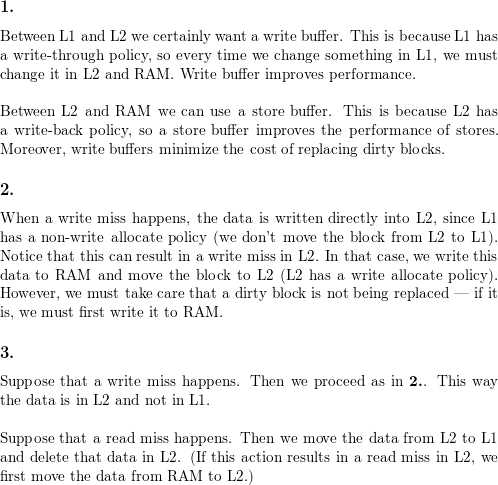 1.
Between L1 and L2 we certainly want a write buffer. This is because L1 has
a write-through policy, so every time we change something in L1, we must
change it in L2 and RAM. Write buffer improves performance.
Between L2 and RAM we can use a store buffer. This is because L2 has
a write-back policy, so a store buffer improves the performance of stores.
Moreover, write buffers minimize the cost of replacing dirty blocks.
2.
When a write miss happens, the data is written directly into L2, since L1
has a non-write allocate policy (we don't move the block from L2 to L1).
Notice that this can result in a write miss in L2. In that case, we write this
data to RAM and move the block to L2 (L2 has a write allocate policy).
However, we must take care that a dirty block is not being replaced — if it
is, we must first write it to RAM.
3.
Suppose that a write miss happens. Then we proceed as in 2.. This way
the data is in L2 and not in L1.
Suppose that a read miss happens. Then we move the data from L2 to L1
and delete that data in L2. (If this action results in a read miss in L2, we
first move the data from RAM to L2.)